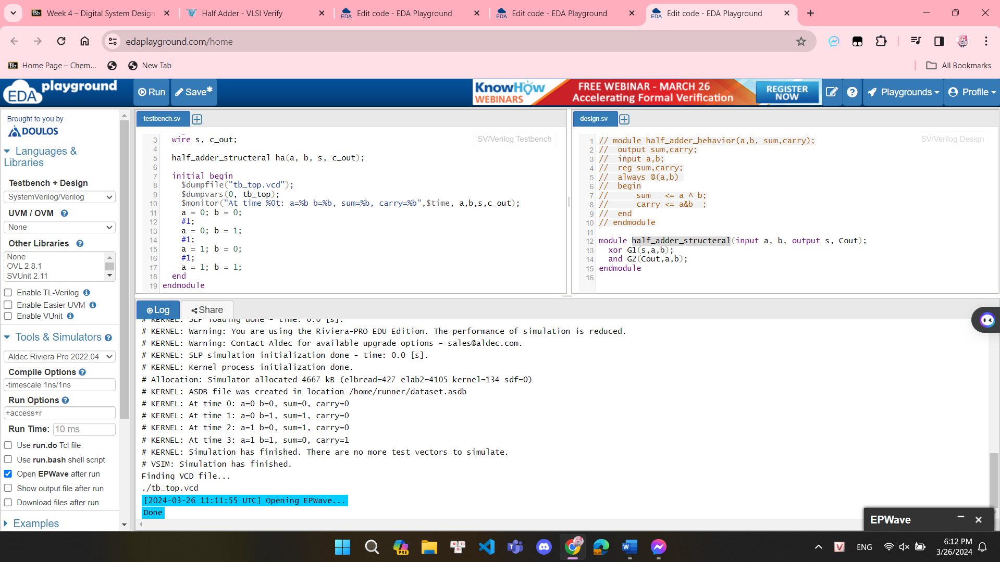 Week 4 – Digital System Design
Half Adder - VLSI Verify
Edit code - EDA Playground
Edit code - EDA Playground
Edit code - EDA Playground
edaplayground.com/home
Home Page – Chem...
New Tab
All Bookmarks
EDA playground
Run
Save*
KnowHow WEBINARS
FREE WEBINAR - MARCH 26
Accelerating Formal Verification
REGISTER NOW
Playgrounds
Profile
Brought to you by
DOULOS
Languages & Libraries
Testbench + Design
SystemVerilog/Verilog
UVM / OVM
None
Other Libraries
None
OVL 2.8.1
SVUnit 2.11
Enable TL-Verilog
Enable Easier UVM
Enable VUnit
Tools & Simulators
Aldec Riviera Pro 2022.04
Compile Options
-timescale 1ns/1ns
Run Options
+access+r
Run Time: 10 ms
Use run.do Tcl file
Use run.bash shell script
Open EPWave after run
Show output file after run
Download files after run
Examples
testbench.sv
SV/Verilog Testbench
3 wire s, c_out;
4
5 half_adder_structeral ha(a, b, s, c_out);
6
7 initial begin
8 $dumpfile("tb_top.vcd");
9 $dumpvars(0, tb_top);
10 $monitor("At time %0t: a=%b b=%b, sum=%b, carry=%b",$time, a,b,s,c_out);
11 a = 0; b = 0;
12 #1;
13 a = 0; b = 1;
14 #1;
15 a = 1; b = 0;
16 #1;
17 a = 1; b = 1;
18 end
19 endmodule
design.sv
SV/Verilog Design
1 // module half_adder_behavior(a,b, sum,carry);
2 // output sum,carry;
3 // input a,b;
4 // reg sum,carry;
5 // always @(a,b)
6 // begin
7 // sum <= a ^ b;
8 // carry <= a&b ;
9 // end
10 // endmodule
11
12 module half_adder_structeral(input a, b, output s, Cout);
13 xor G1(s,a,b);
14 and G2(Cout,a,b);
15 endmodule
16
Log
Share
# KERNEL: SLP loading done - time: 0.0 [s].
# KERNEL: Warning: You are using the Riviera-PRO EDU Edition. The performance of simulation is reduced.
# KERNEL: Warning: Contact Aldec for available upgrade options - sales@aldec.com.
# KERNEL: SLP simulation initialization done - time: 0.0 [s].
# KERNEL: Kernel process initialization done.
# Allocation: Simulator allocated 4667 kB (elbread=427 elab2=4105 kernel=134 sdf=0)
# KERNEL: ASDB file was created in location /home/runner/dataset.asdb
# KERNEL: At time 0: a=0 b=0, sum=0, carry=0
# KERNEL: At time 1: a=0 b=1, sum=1, carry=0
# KERNEL: At time 2: a=1 b=0, sum=1, carry=0
# KERNEL: At time 3: a=1 b=1, sum=0, carry=1
# KERNEL: Simulation has finished. There are no more test vectors to simulate.
# VSIM: Simulation has finished.
Finding VCD file...
./tb_top.vcd
[2024-03-26 11:11:55 UTC] Opening EPWave...
Done
EPWave
ENG
6:12 PM
3/26/2024